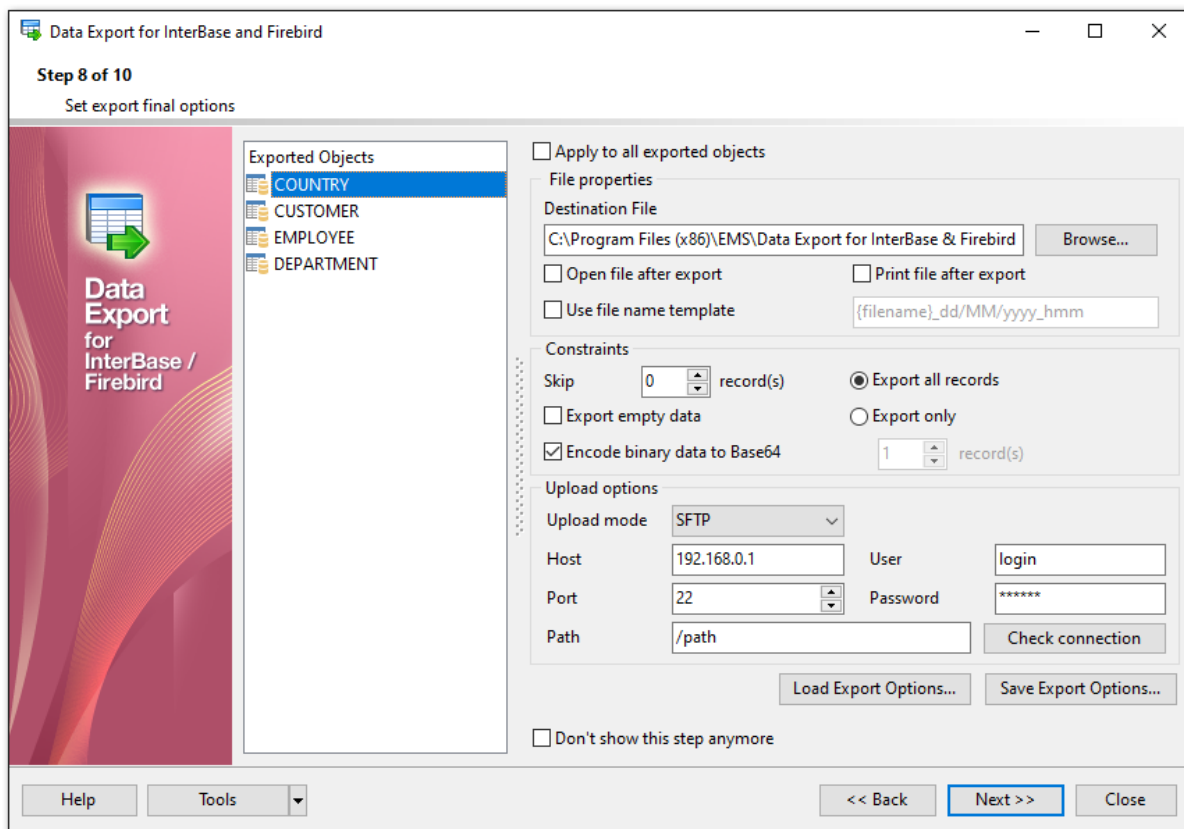 Data Export for InterBase and Firebird
Step 8 of 10
Set export final options
Data
Export
for
InterBase /
Firebird
Exported Objects
COUNTRY
CUSTOMER
EMPLOYEE
DEPARTMENT
Apply to all exported objects
File properties
Destination File
C:\Program Files (x86)\EMS\Data Export for InterBase & Firebird Browse...
Open file after export Print file after export
Use file name template {filename}_dd/MM/yyyy_hmm
Constraints
Skip 0 record(s) Export all records
Export empty data Export only
Encode binary data to Base64 1 record(s)
Upload options
Upload mode SFTP
Host 192.168.0.1 User login
Port 22 Password ******
Path /path Check connection
Load Export Options... Save Export Options...
Don't show this step anymore
Help Tools << Back Next >> Close